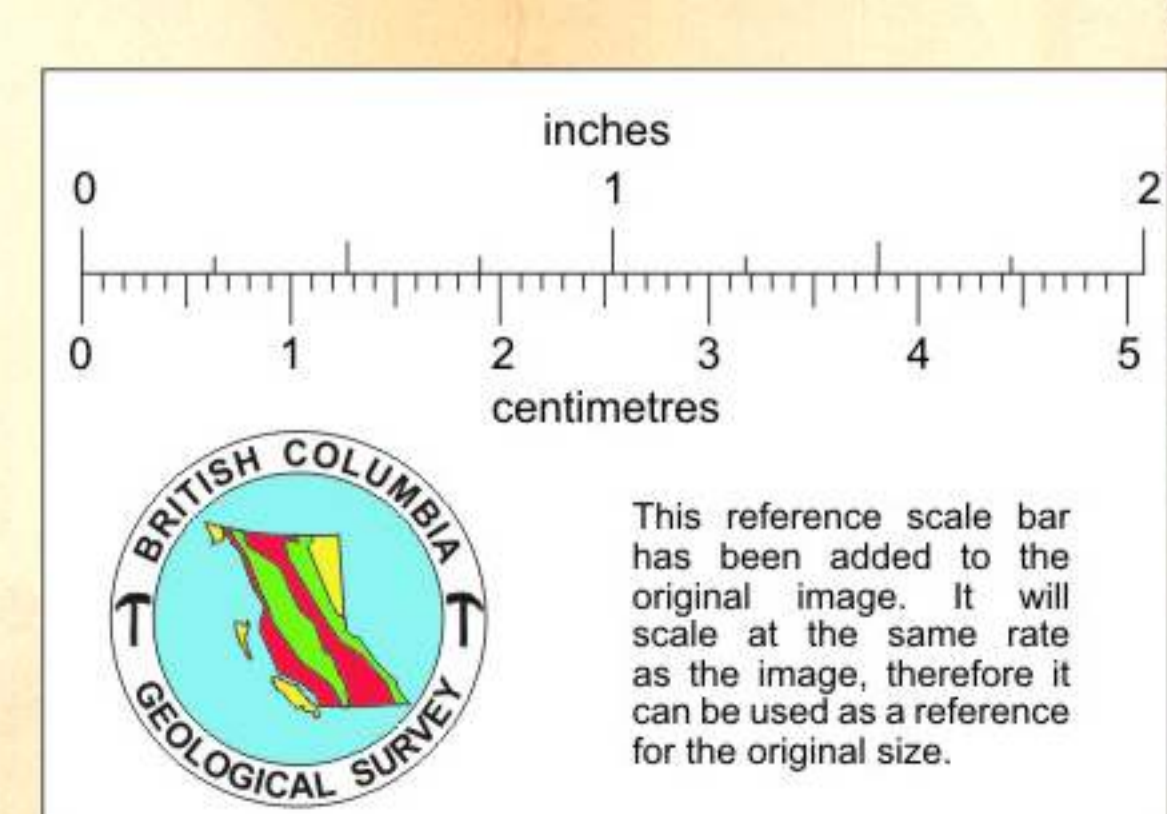 inches
0 1 2
0 1 2 3 4 5
centimetres
BRITISH COLUMBIA
GEOLOGICAL SURVEY
This reference scale bar
has been added to the
original image. It will
scale at the same rate
as the image, therefore it
can be used as a reference
for the original size.